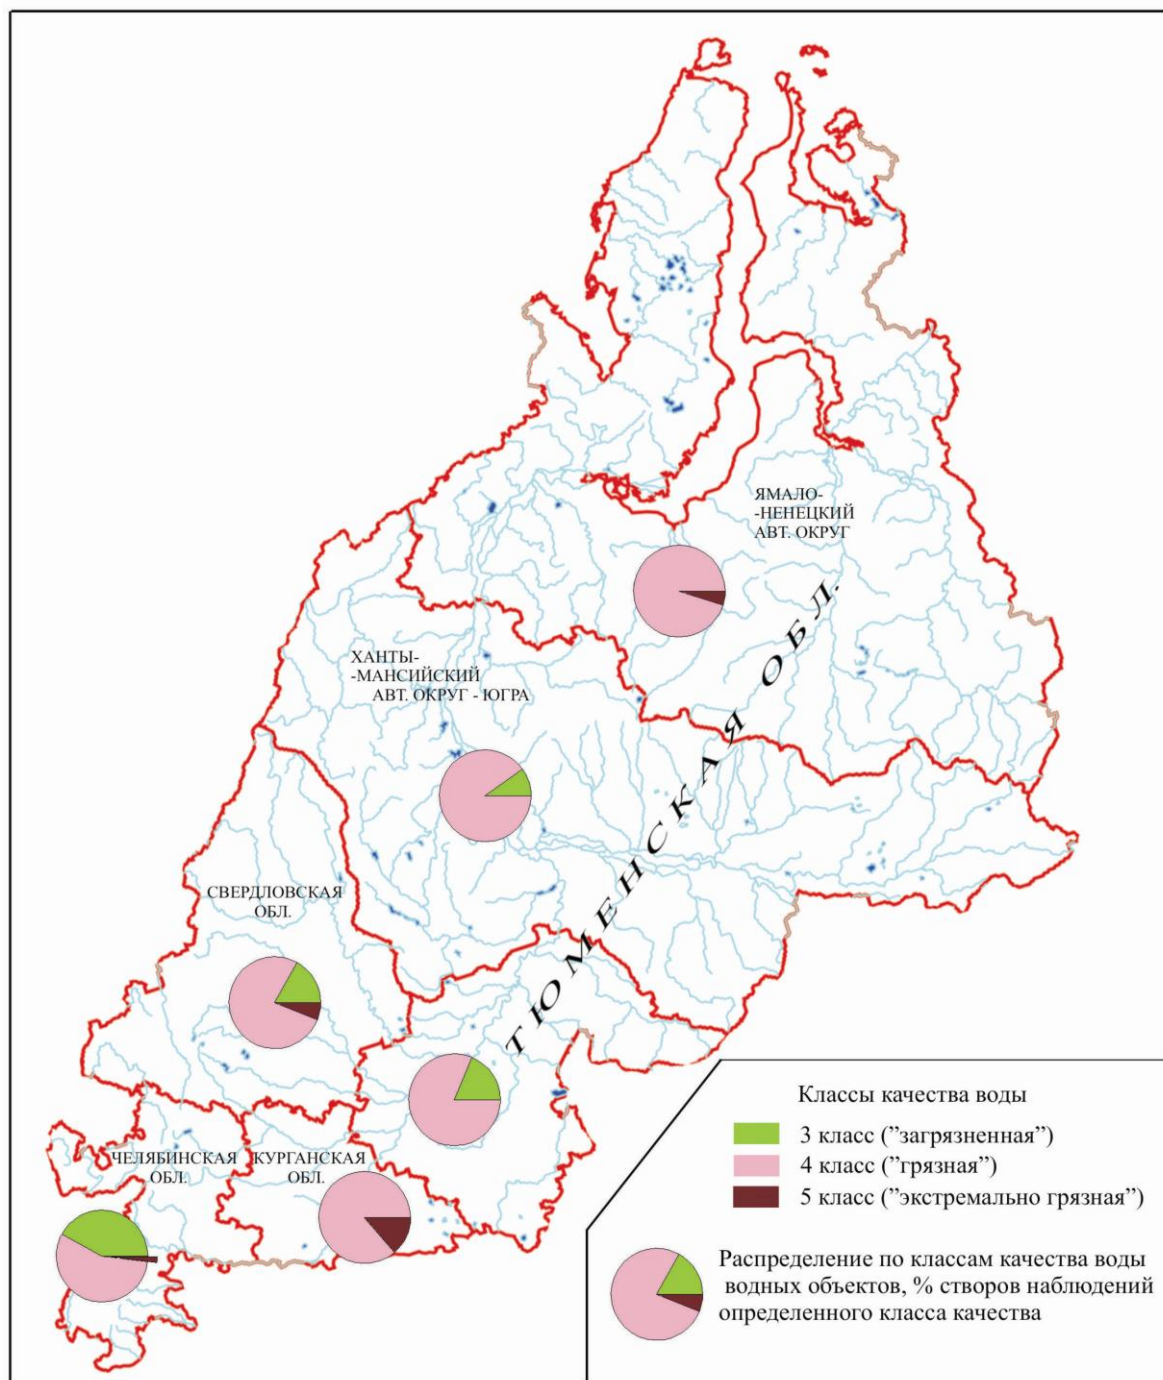 ЯМАЛО-
-НЕНЕЦКИЙ
АВТ. ОКРУГ
ХАНТЫ-
-МАНСИЙСКИЙ
АВТ. ОКРУГ - ЮГРА
ТЮМЕНСКАЯ ОБЛ.
СВЕРДЛОВСКАЯ
ОБЛ.
ЧЕЛЯБИНСКАЯ
ОБЛ.
КУРГАНСКАЯ
ОБЛ.
Классы качества воды
3 класс ("загрязненная")
4 класс ("грязная")
5 класс ("экстремально грязная")
Распределение по классам качества воды
водных объектов, % створов наблюдений
определенного класса качества